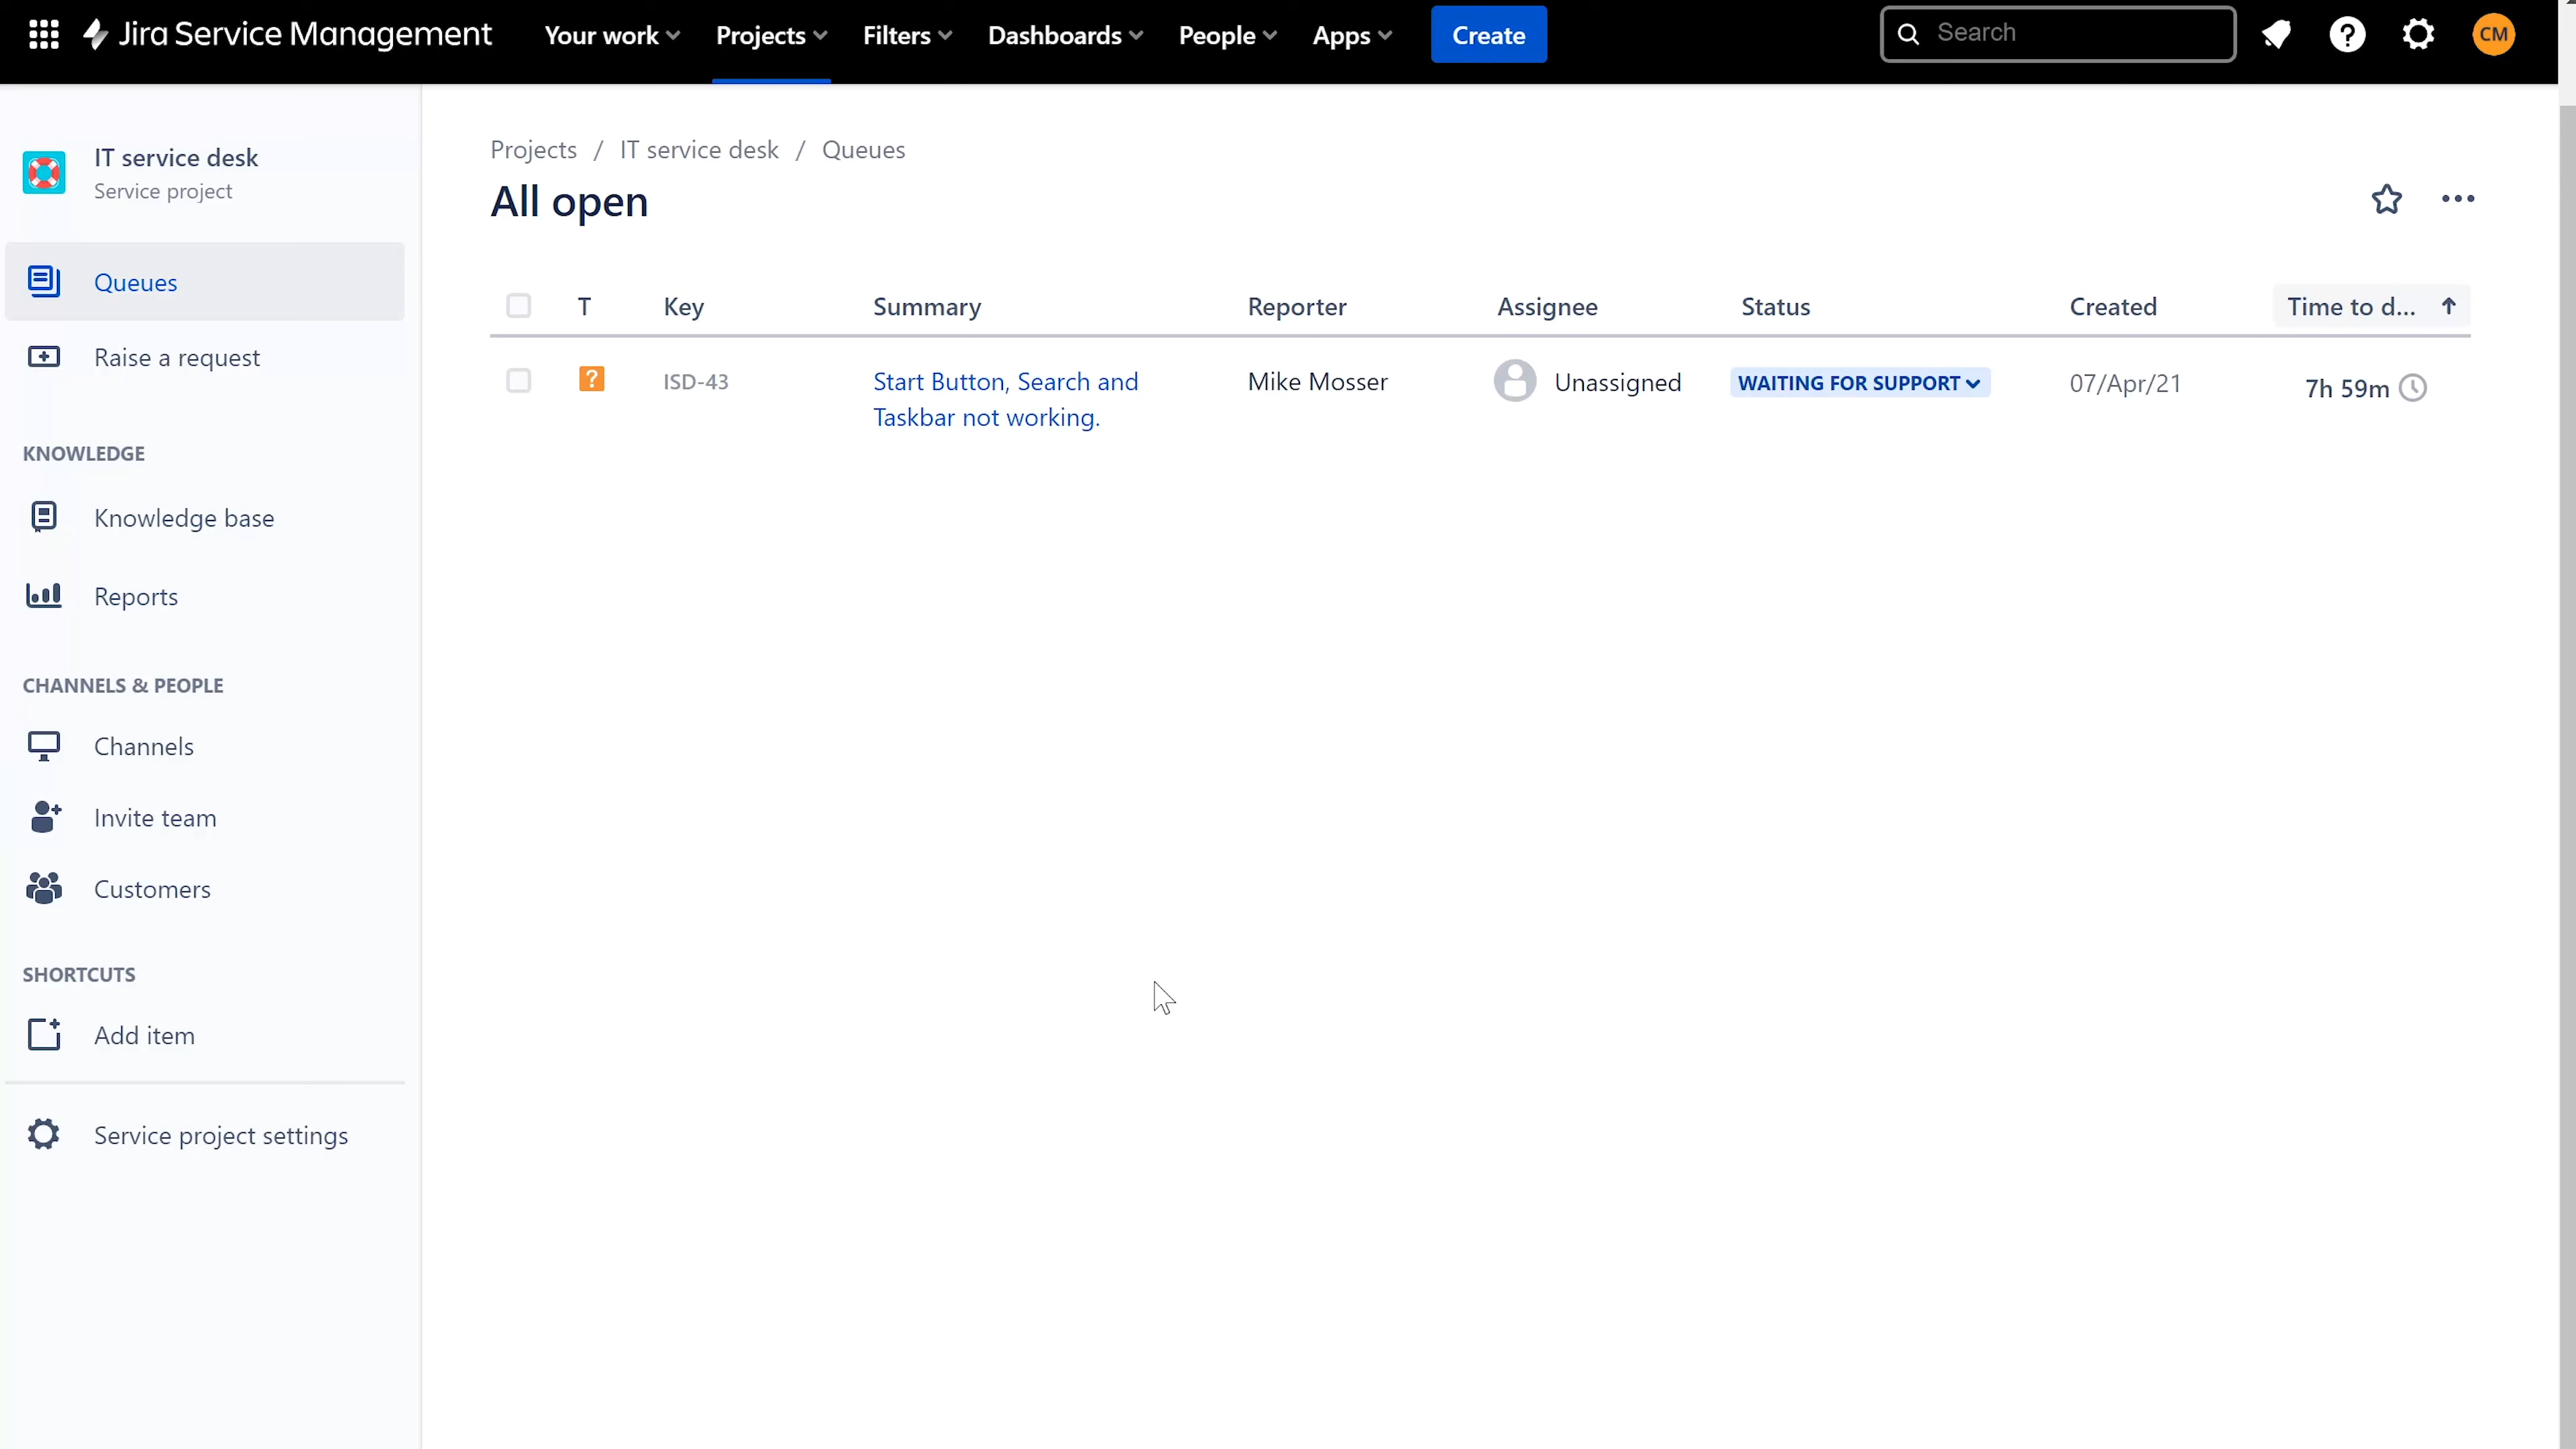 Jira Service Management Your work Projects Filters Dashboards People Apps Create Search CM
IT service desk
Service project
Queues
Raise a request
KNOWLEDGE
Knowledge base
Reports
CHANNELS & PEOPLE
Channels
Invite team
Customers
SHORTCUTS
Add item
Service project settings
Projects / IT service desk / Queues
All open
T Key Summary Reporter Assignee Status Created Time to d...
? ISD-43 Start Button, Search and Mike Mosser Unassigned WAITING FOR SUPPORT 07/Apr/21 7h 59m
Taskbar not working.